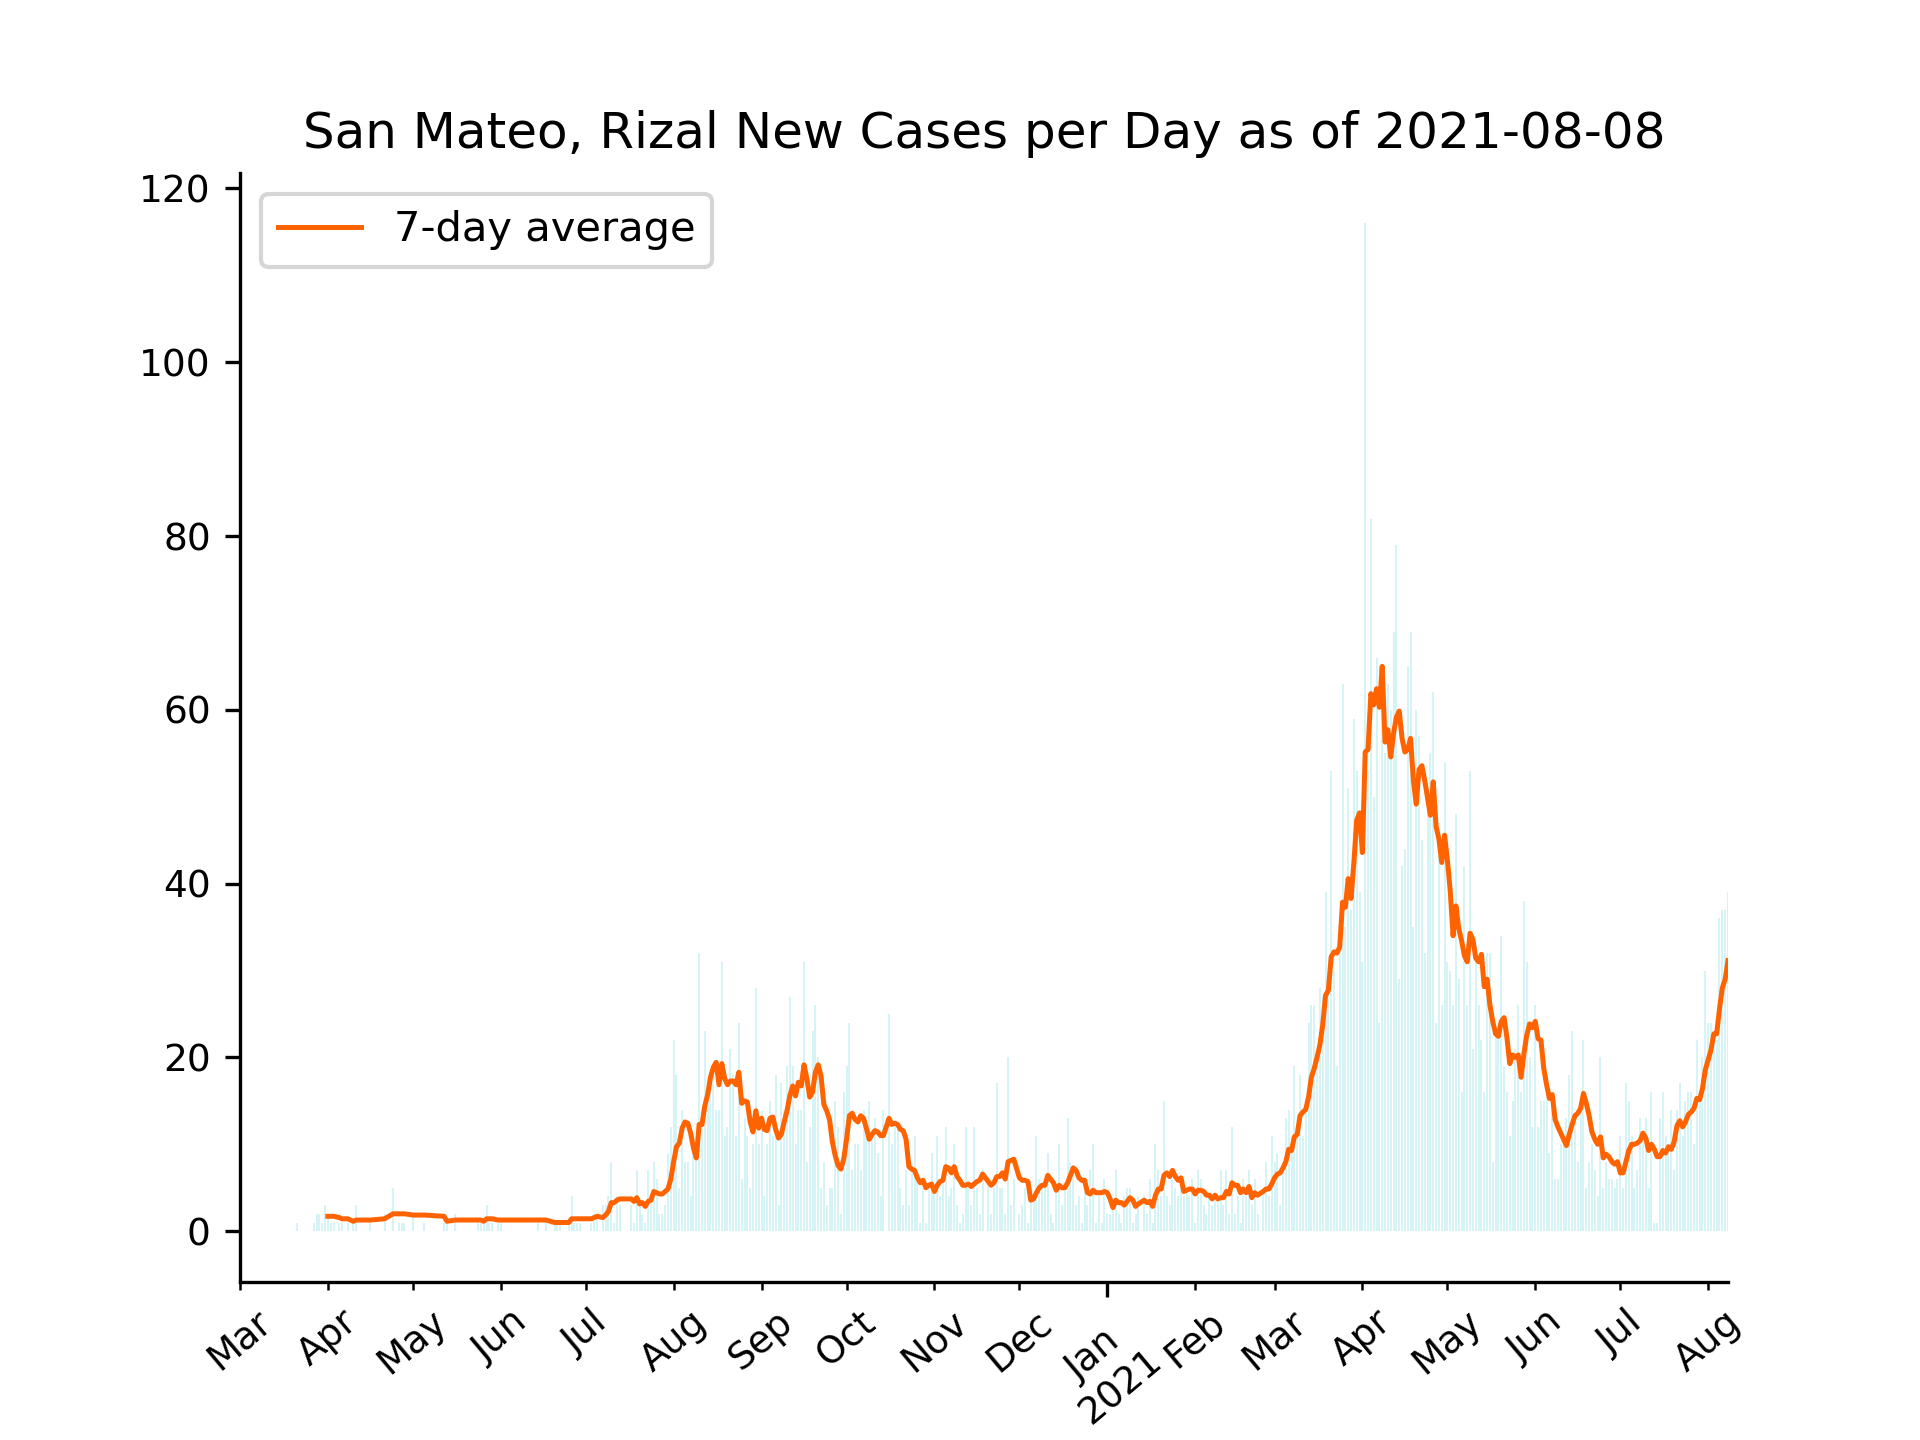 San Mateo, Rizal New Cases per Day as of 2021-08-08
7-day average
120
100
80
60
40
20
0
Mar Apr May Jun Jul Aug Sep Oct Nov Dec Jan Feb Mar Apr May Jun Jul Aug
2021